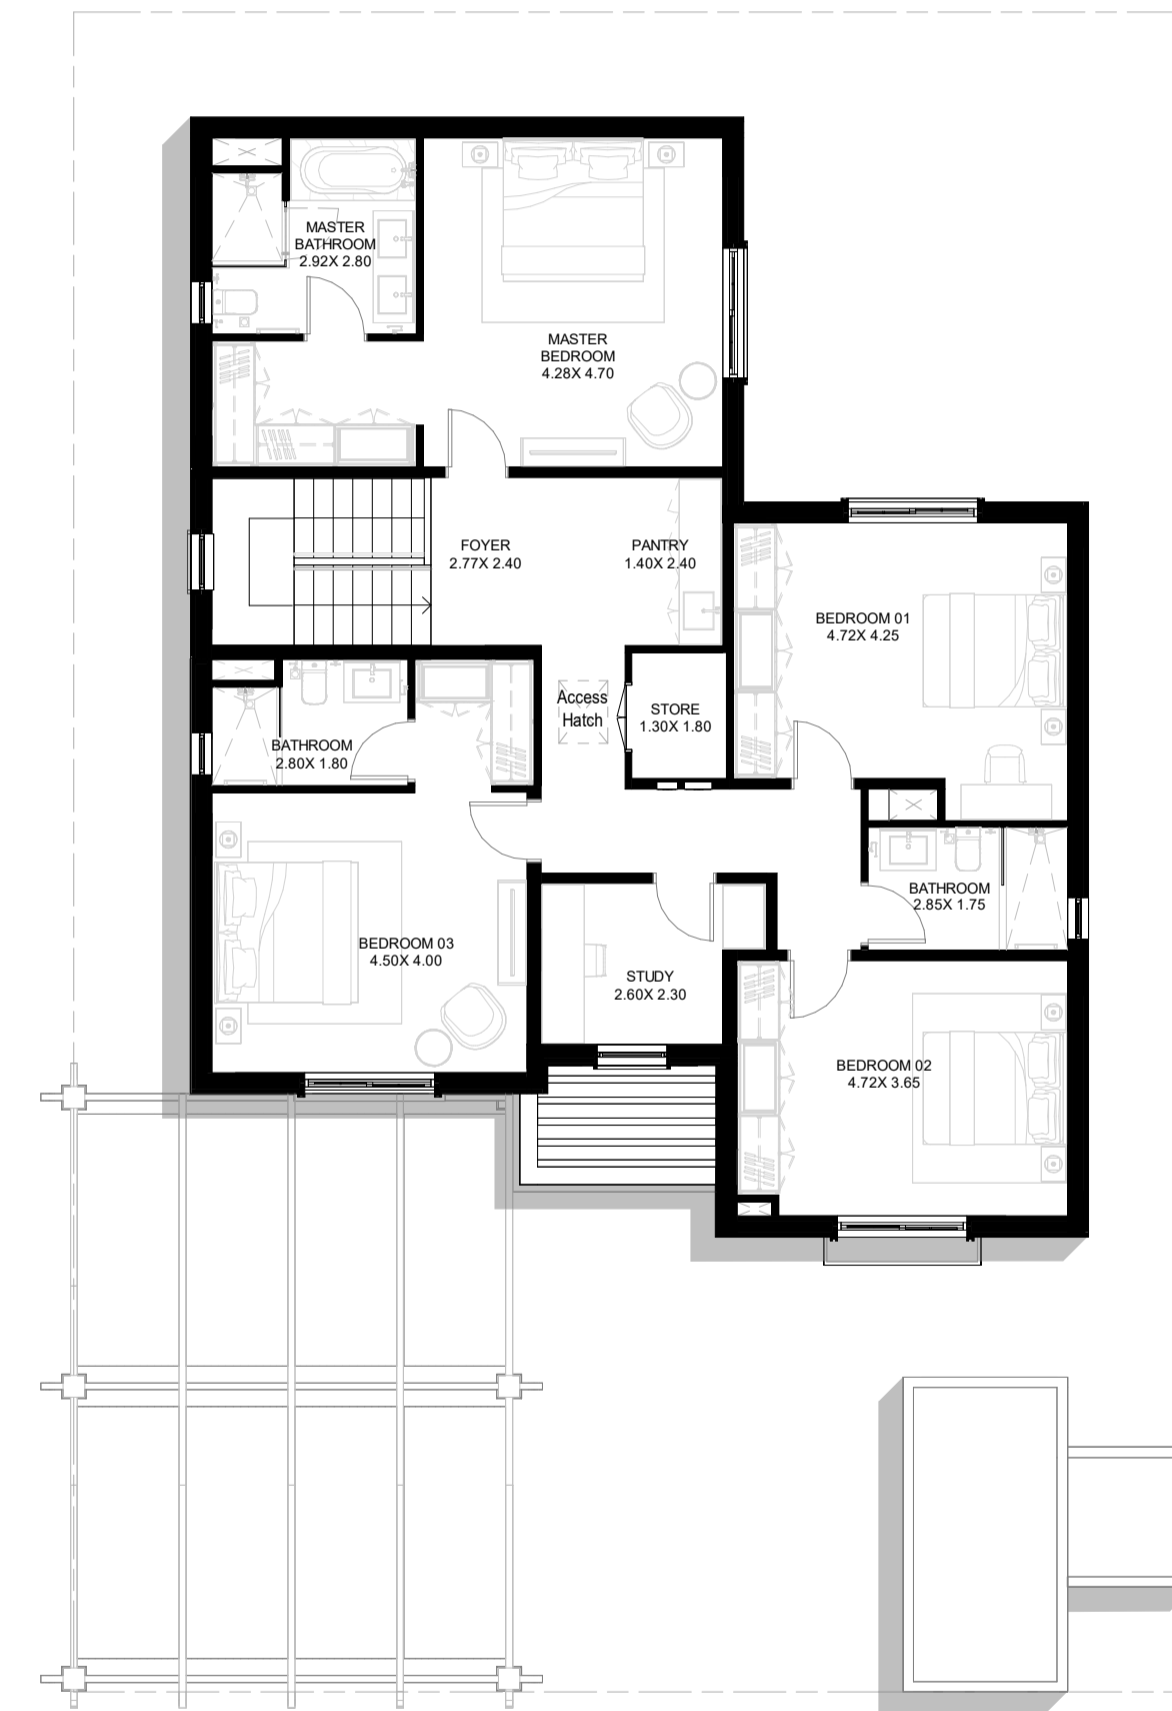 MASTER
BATHROOM
2.92X 2.80
MASTER
BEDROOM
4.28X 4.70
FOYER
2.77X 2.40
PANTRY
1.40X 2.40
BEDROOM 01
4.72X 4.25
Access
Hatch
STORE
1.30X 1.80
BATHROOM
2.80X 1.80
BATHROOM
2.85X 1.75
BEDROOM 03
4.50X 4.00
STUDY
2.60X 2.30
BEDROOM 02
4.72X 3.65